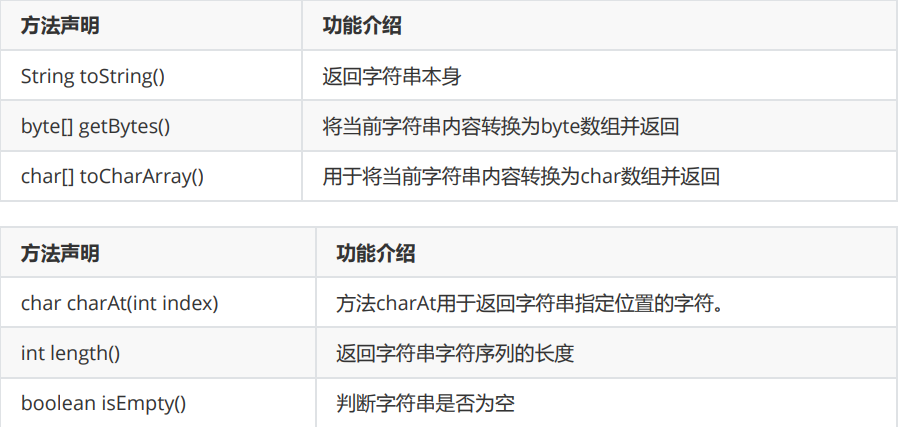 方法声明 功能介绍
String toString() 返回字符串本身
byte[] getBytes() 将当前字符串内容转换为byte数组并返回
char[] toCharArray() 用于将当前字符串内容转换为char数组并返回
方法声明 功能介绍
char charAt(int index) 方法charAt用于返回字符串指定位置的字符。
int length() 返回字符串字符序列的长度
boolean isEmpty() 判断字符串是否为空